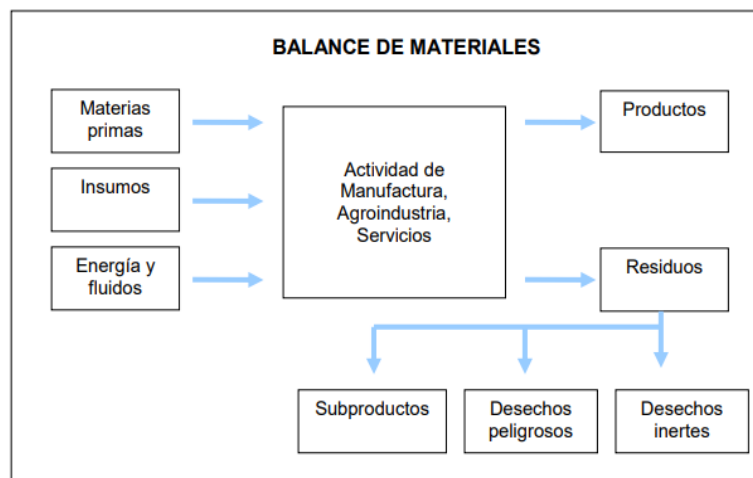 BALANCE DE MATERIALES
Materias
primas
Insumos
Energía y
fluidos
Actividad de
Manufactura,
Agroindustria,
Servicios
Productos
Residuos
Subproductos
Desechos
peligrosos
Desechos
inertes